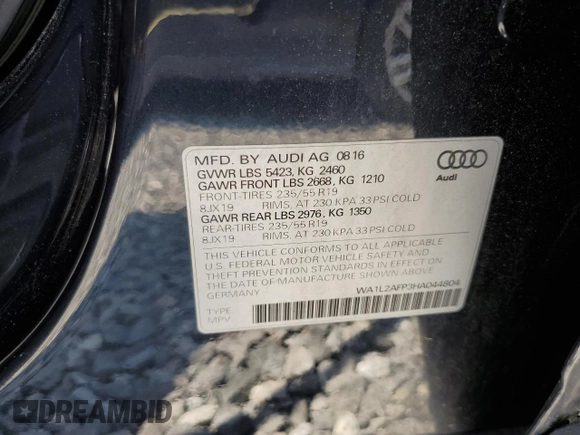 MFD. BY AUDI AG 08 16
GVWR LBS 5423, KG 2460
GAWR FRONT LBS 2668, KG 1210
FRONT-TIRES 235/55 R19
8JX19 RIMS, AT 230 KPA 33 PSI COLD
GAWR REAR LBS 2976, KG 1350
REAR-TIRES 235/55 R19
8JX19 RIMS, AT 230 KPA 33 PSI COLD
THIS VEHICLE CONFORMS TO ALL APPLICABLE
U.S. FEDERAL MOTOR VEHICLE SAFETY AND
THEFT PREVENTION STANDARDS IN EFFECT ON
THE DATE OF MANUFACTURE SHOWN ABOVE
GERMANY
WA1L2AFP3HA044804
TYPE
MPV
Audi
DREAMBID